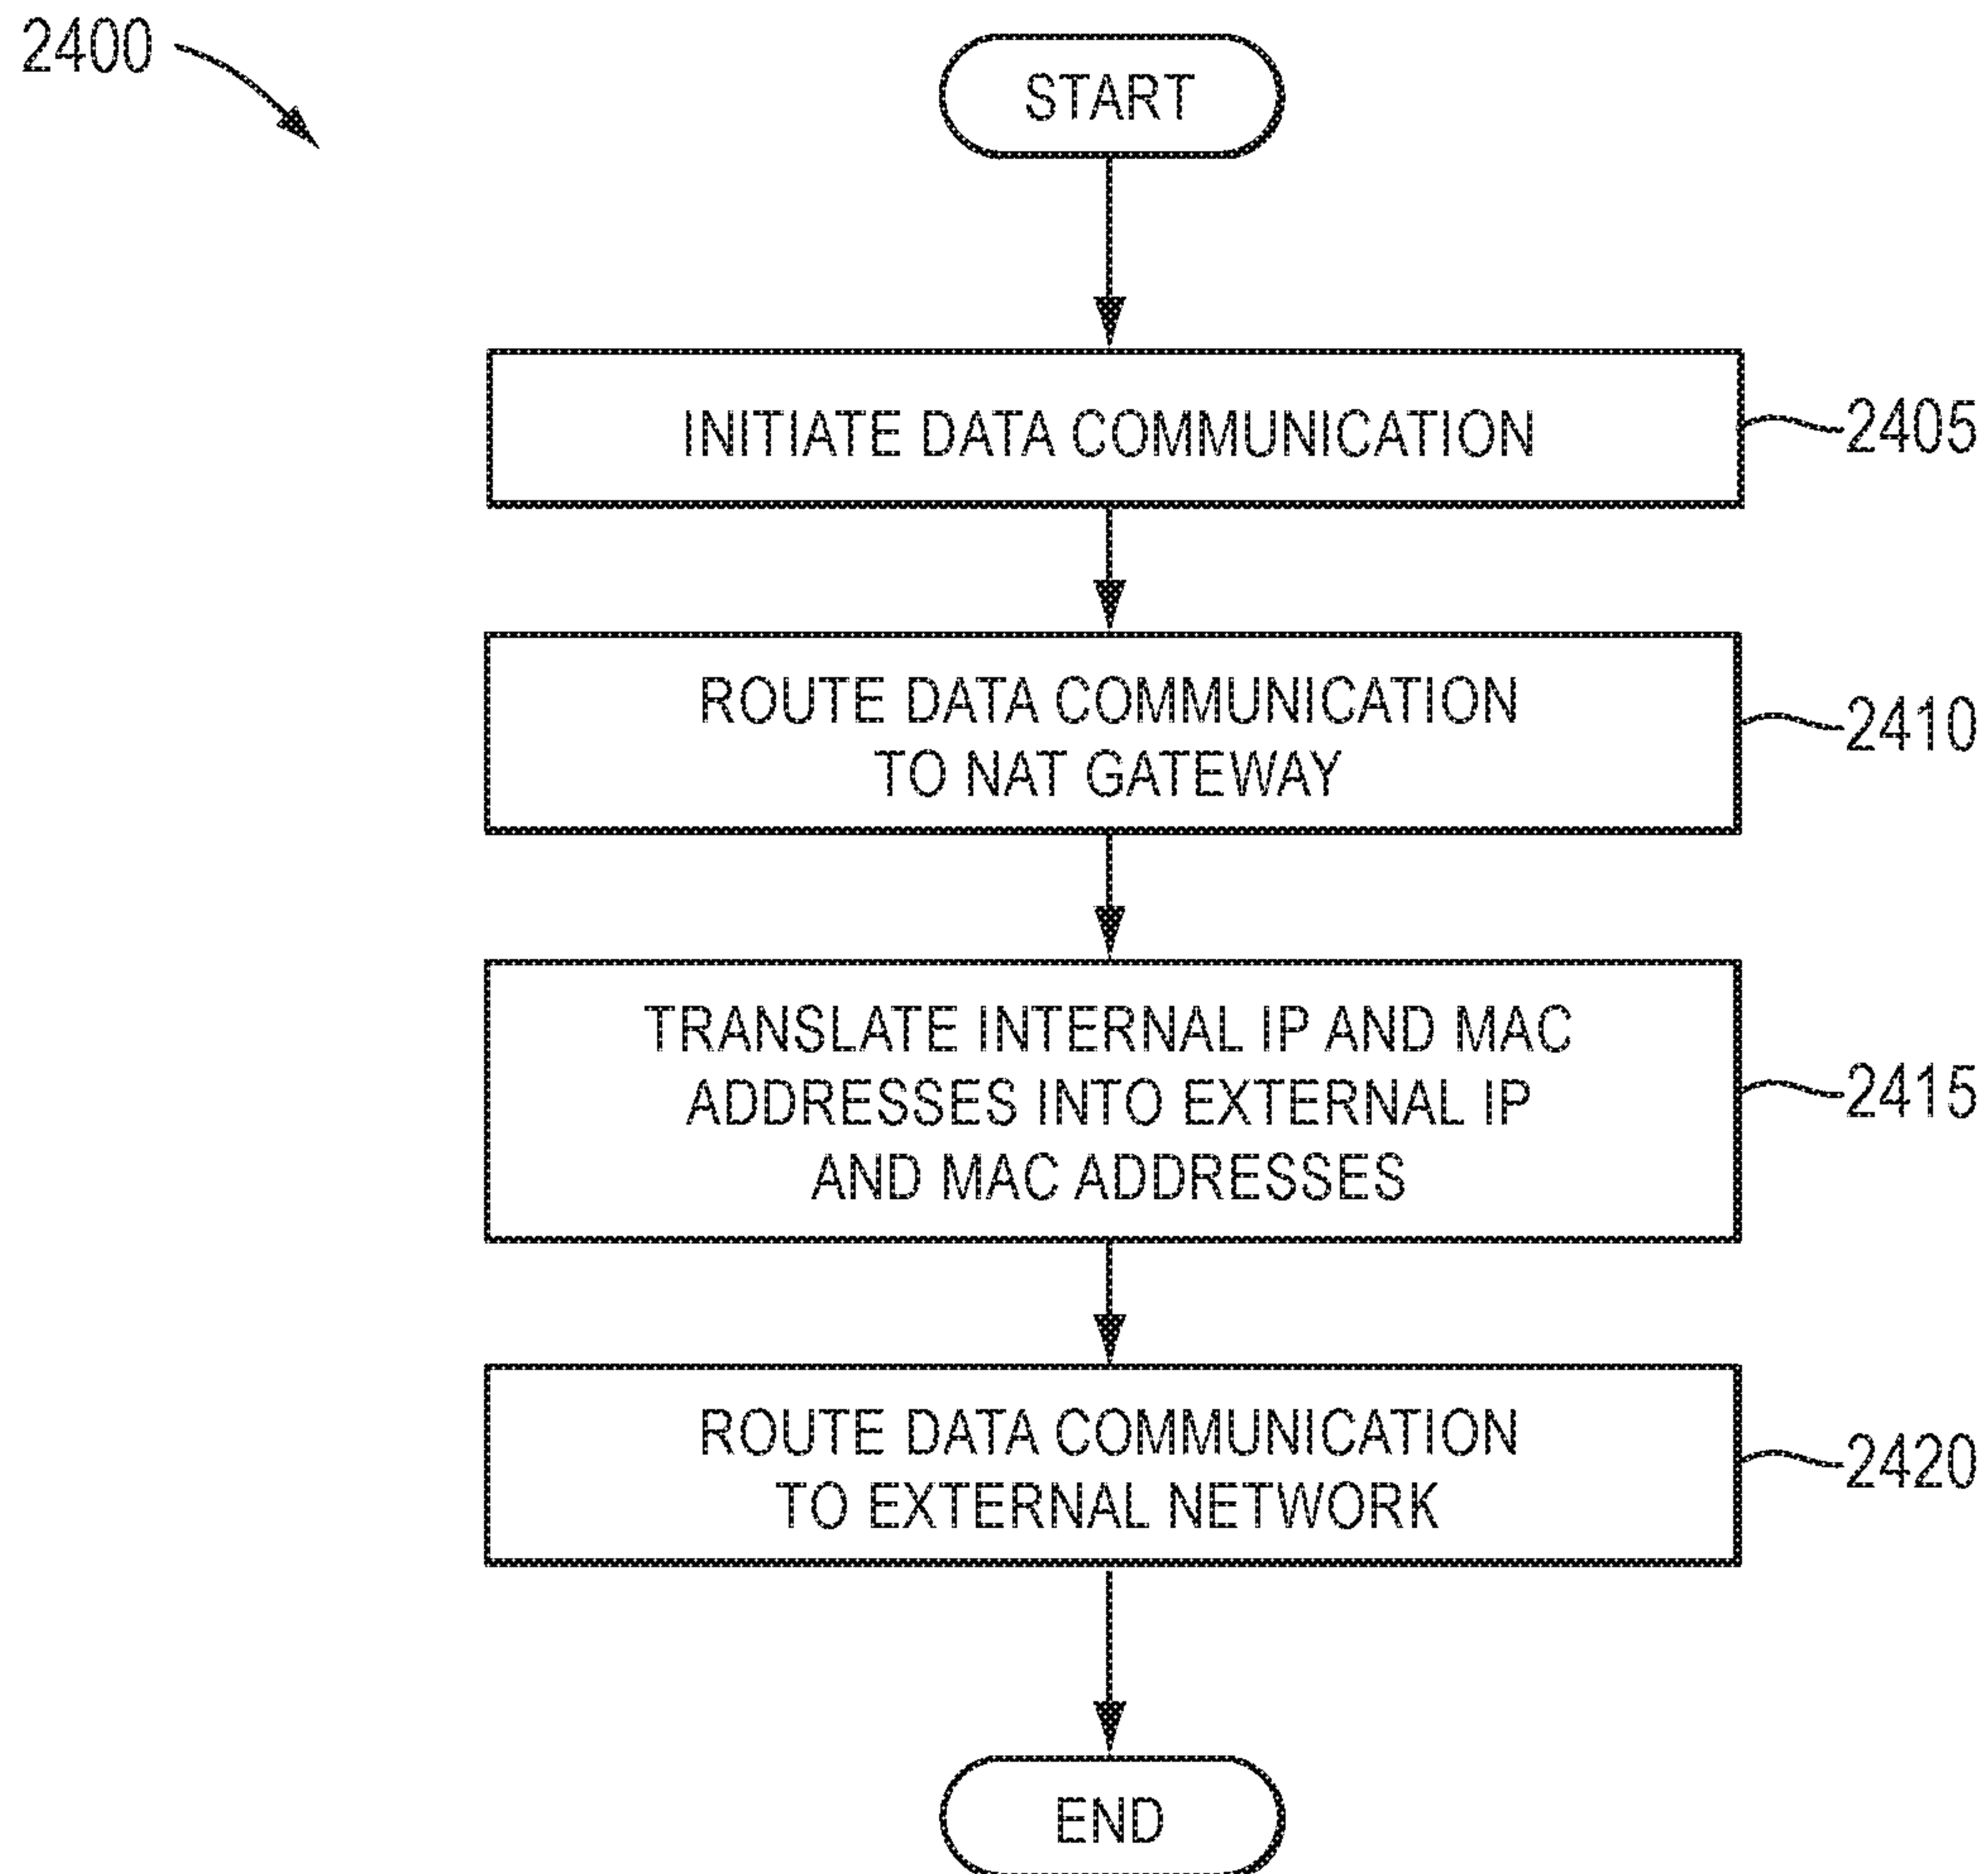 2400
START
INITIATE DATA COMMUNICATION
2405
ROUTE DATA COMMUNICATION
TO NAT GATEWAY
2410
TRANSLATE INTERNAL IP AND MAC
ADDRESSES INTO EXTERNAL IP
AND MAC ADDRESSES
2415
ROUTE DATA COMMUNICATION
TO EXTERNAL NETWORK
2420
END